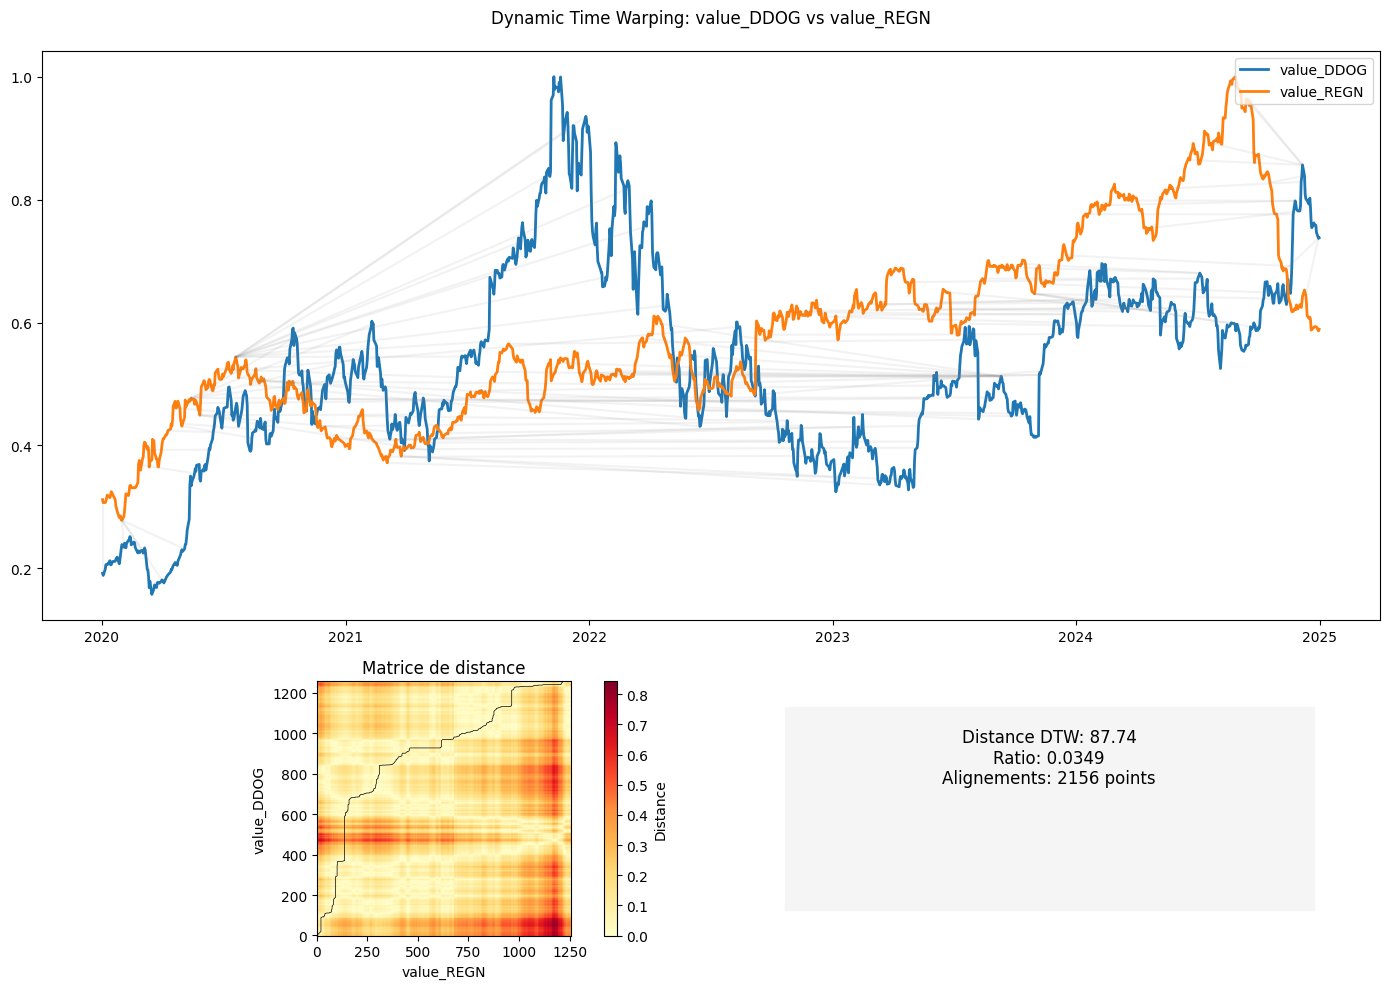 Dynamic Time Warping: value_DDOG vs value_REGN
value_DDOG
value_REGN
1.0
0.8
0.6
0.4
0.2
2020 2021 2022 2023 2024 2025
Matrice de distance
value_DDOG
1200
1000
800
600
400
200
0
0 250 500 750 1000 1250
value_REGN
0.8
0.7
0.6
0.5
0.4
0.3
0.2
0.1
0.0
Distance
Distance DTW: 87.74
Ratio: 0.0349
Alignements: 2156 points